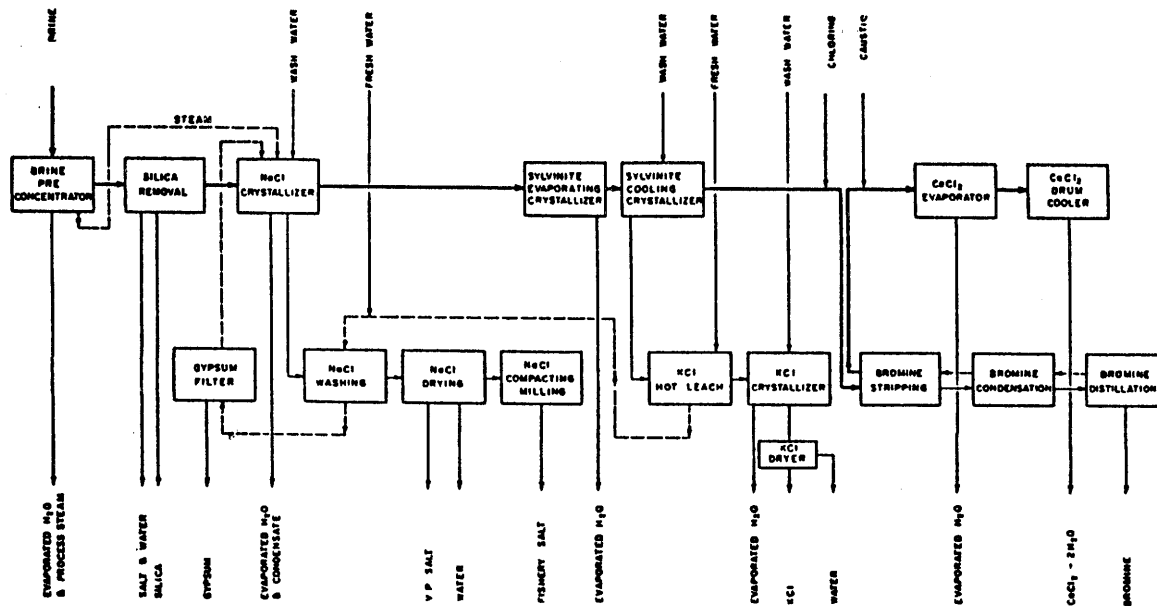 BRINE
WASH WATER
FRESH WATER
WASH WATER
FRESH WATER
WASH WATER
CHLORINE
CAUSTIC
STEAM
BRINE
PRE
CONCENTRATOR
SILICA
REMOVAL
NaCl
CRYSTALLIZER
SYLVINITE
EVAPORATING
CRYSTALLIZER
SYLVINITE
COOLING
CRYSTALLIZER
CaCl₂
EVAPORATOR
CaCl₂
DRUM
COOLER
GYPSUM
FILTER
NaCl
WASHING
NaCl
DRYING
NaCl
COMPACTING
MILLING
KCl
HOT LEACH
KCl
CRYSTALLIZER
BROMINE
STRIPPING
BROMINE
CONDENSATION
BROMINE
DISTILLATION
KCl
DRYER
EVAPORATED H₂O
& PROCESS STEAM
SALT & WATER
SILICA
GYPSUM
EVAPORATED H₂O
& CONDENSATE
V P SALT
WATER
FISHERY SALT
EVAPORATED H₂O
EVAPORATED H₂O
KCl
WATER
EVAPORATED H₂O
CaCl₂ - 2H₂O
BROMINE